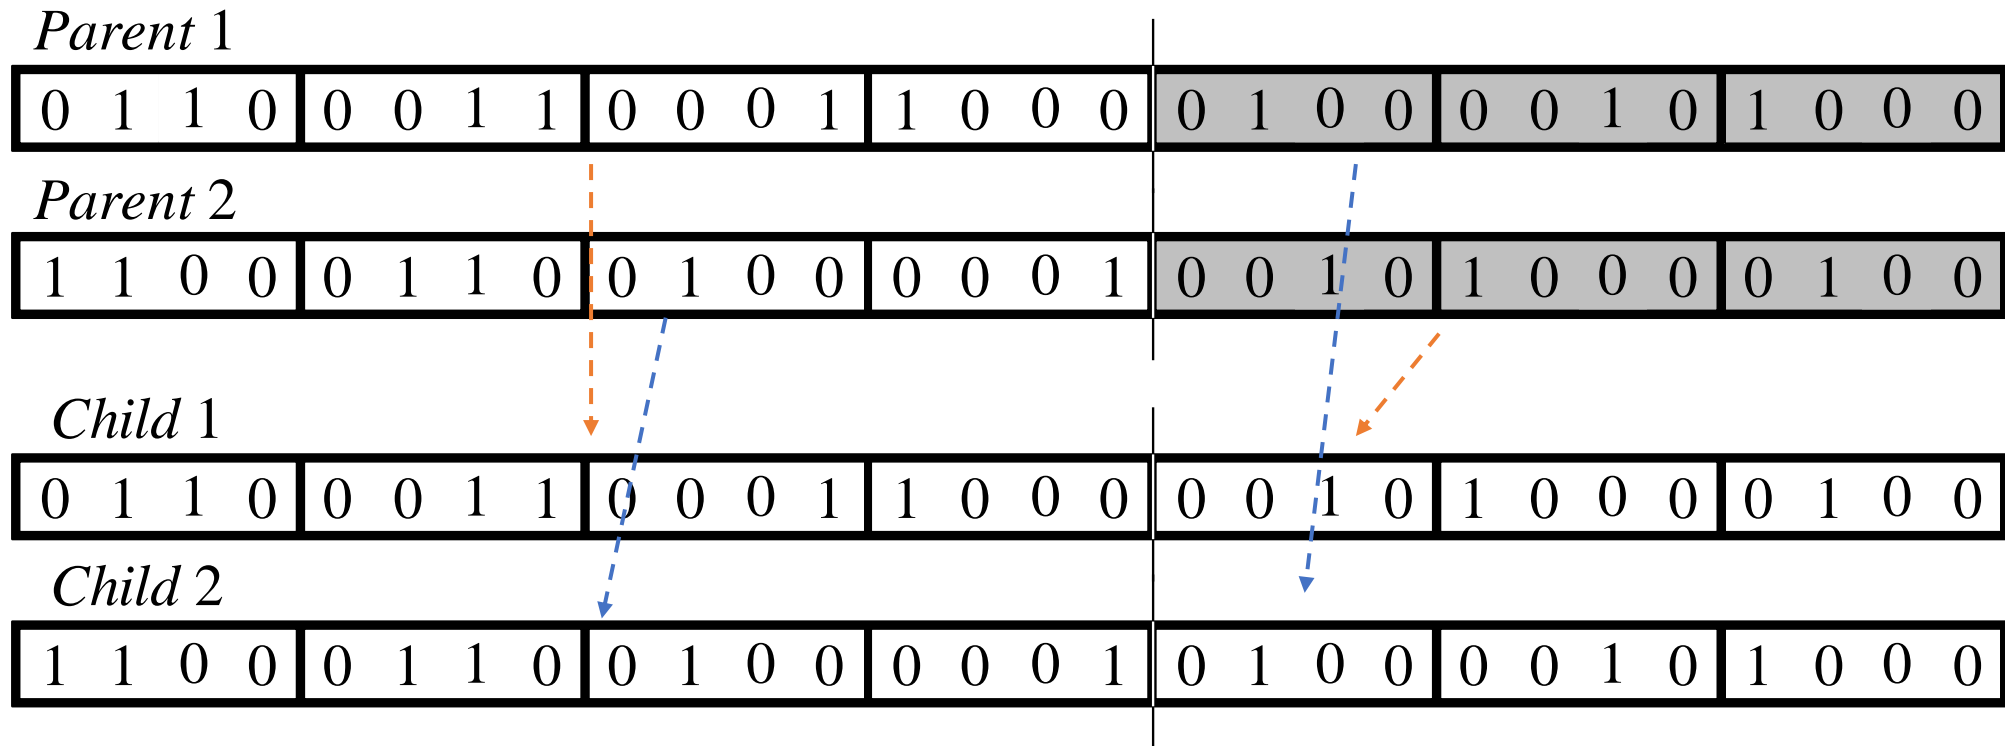 Parent 1
0 1 1 0 0 0 1 1 0 0 0 1 1 0 0 0 0 1 0 0 0 0 1 0 1 0 0 0
Parent 2
1 1 0 0 0 1 1 0 0 1 0 0 0 0 0 1 0 0 1 0 1 0 0 0 0 1 0 0
Child 1
0 1 1 0 0 0 1 1 0 0 0 1 1 0 0 0 0 0 1 0 1 0 0 0 0 1 0 0
Child 2
1 1 0 0 0 1 1 0 0 1 0 0 0 0 0 1 0 1 0 0 0 0 1 0 1 0 0 0